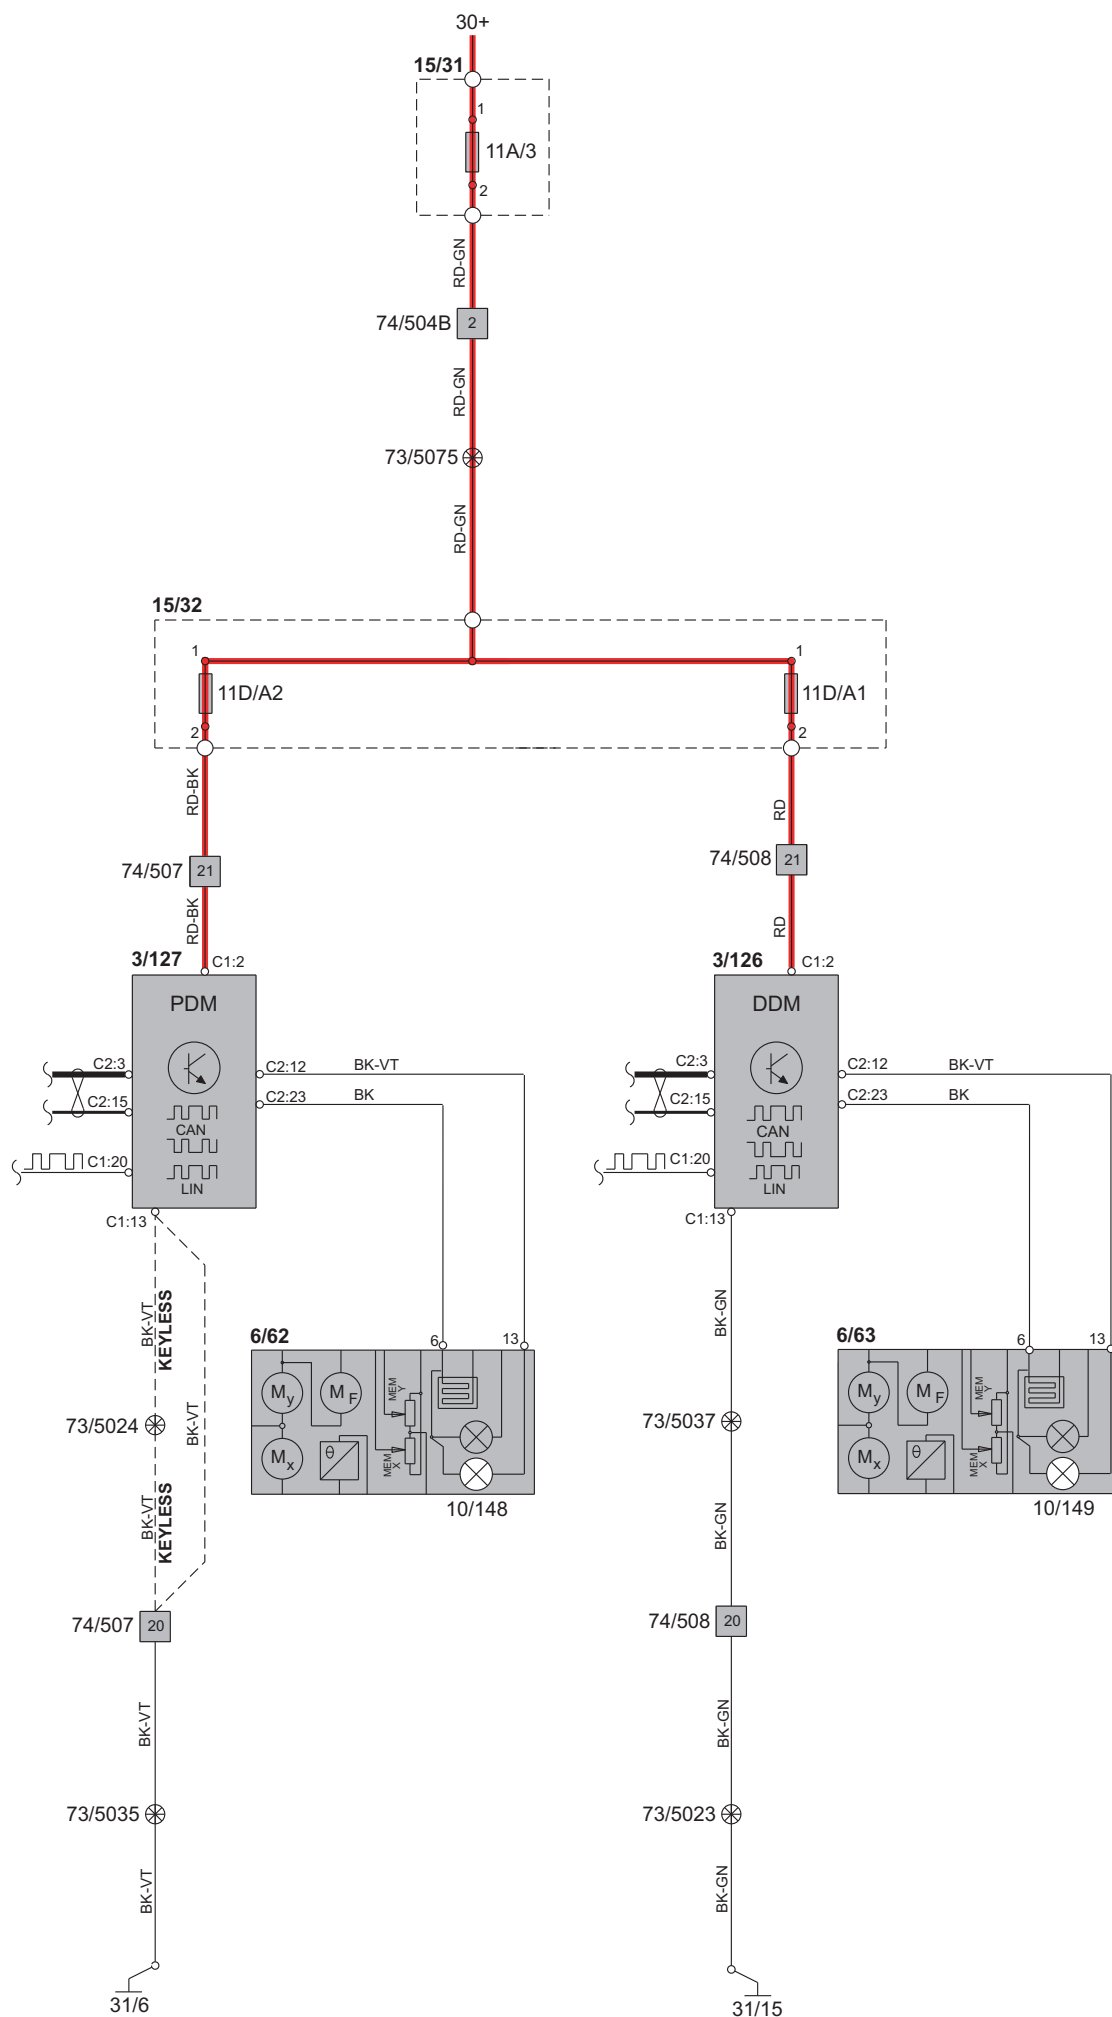 30+
15/31
1
11A/3
2
RD-GN
74/504B 2
RD-GN
73/5075
RD-GN
15/32
1 1
11D/A2 11D/A1
2 2
RD-BK RD
74/507 21 74/508 21
RD-BK RD
3/127 C1:2 3/126 C1:2
PDM DDM
C2:3 C2:12 BK-VT C2:3 C2:12 BK-VT
C2:15 C2:23 BK C2:15 C2:23 BK
CAN CAN
C1:20 C1:20
LIN LIN
C1:13 C1:13
BK-VT KEYLESS BK-GN
6/62 6 13 6/63 6 13
My MF MEM Y My MF MEM Y
BK-VT
73/5024 73/5037
Mx θ MEM X Mx θ MEM X
10/148 10/149
BK-VT KEYLESS BK-GN
74/507 20 74/508 20
BK-VT BK-GN
73/5035 73/5023
BK-VT BK-GN
31/6 31/15